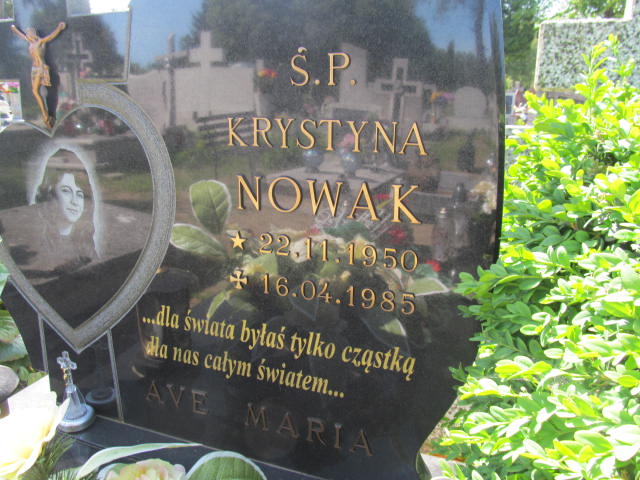 Ś.P.
KRYSTYNA
NOWAK
★ 22.11.1950
✠ 16.04.1985
...dla świata byłaś tylko cząstką
dla nas całym światem...
AVE MARIA